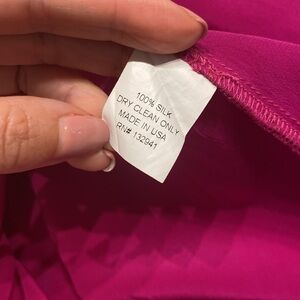 100% SILK
DRY CLEAN ONLY
MADE IN USA
RN# 132941